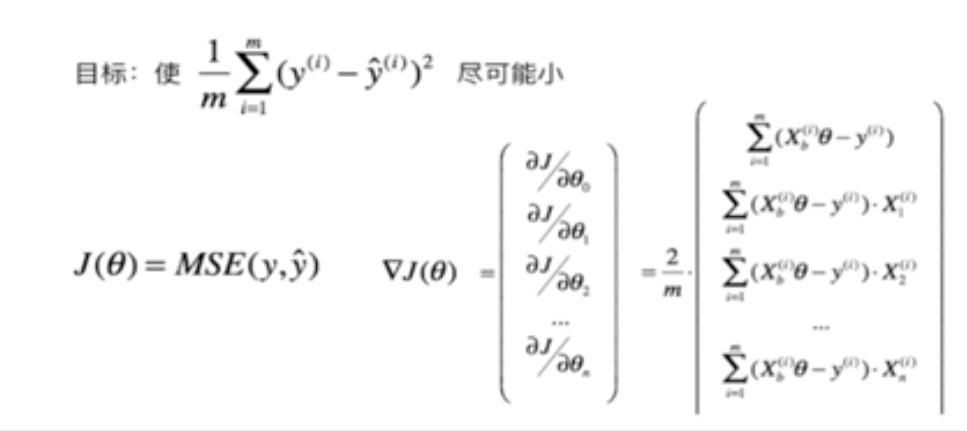 目标：使 \frac{1}{m}\sum_{i=1}^{m}(y^{(i)} - \hat{y}^{(i)})^2 尽可能小
J(\theta) = MSE(y,\hat{y}) \nabla J(\theta) = \begin{pmatrix} \partial J/\partial\theta_0 \\ \partial J/\partial\theta_1 \\ \partial J/\partial\theta_2 \\ ... \\ \partial J/\partial\theta_n \end{pmatrix} = \frac{2}{m} \cdot \begin{pmatrix} \sum_{i=1}^{m}(X_b^{(i)}\theta - y^{(i)}) \\ \sum_{i=1}^{m}(X_b^{(i)}\theta - y^{(i)}) \cdot X_1^{(i)} \\ \sum_{i=1}^{m}(X_b^{(i)}\theta - y^{(i)}) \cdot X_2^{(i)} \\ ... \\ \sum_{i=1}^{m}(X_b^{(i)}\theta - y^{(i)}) \cdot X_n^{(i)} \end{pmatrix}